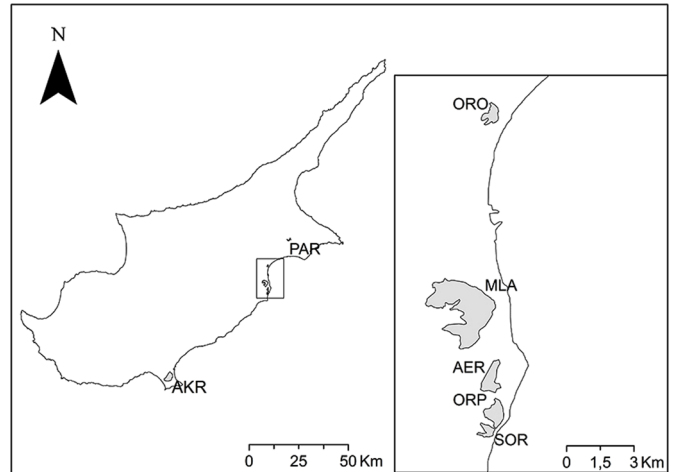 N
ORO
PAR
MLA
AER
AKR
ORP
SOR
0 25 50 Km
0 1,5 3 Km